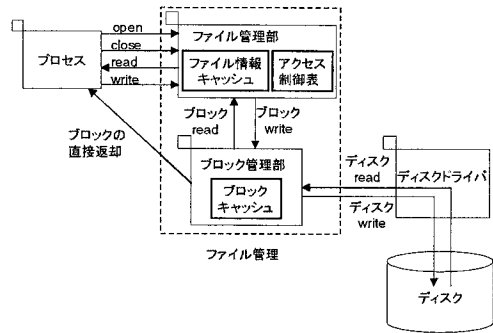 open
close
read
write
プロセス
ファイル管理部
ファイル情報
キャッシュ
アクセス
制御表
ブロック
read
ブロック
write
ブロックの
直接返却
ブロック管理部
ブロック
キャッシュ
ディスク
read
ディスクドライバ
ディスク
write
ファイル管理
ディスク